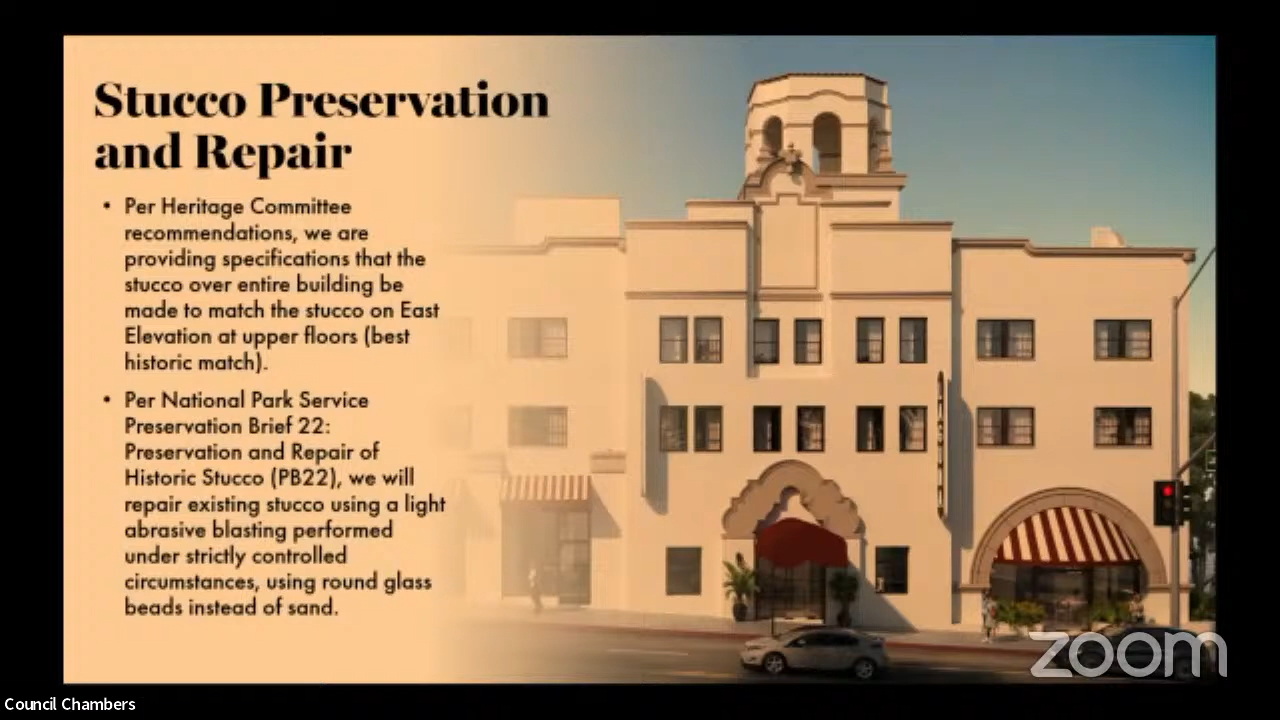 Stucco Preservation
and Repair
• Per Heritage Committee
recommendations, we are
providing specifications that the
stucco over entire building be
made to match the stucco on East
Elevation at upper floors (best
historic match).
• Per National Park Service
Preservation Brief 22:
Preservation and Repair of
Historic Stucco (PB22), we will
repair existing stucco using a light
abrasive blasting performed
under strictly controlled
circumstances, using round glass
beads instead of sand.
zoom
Council Chambers